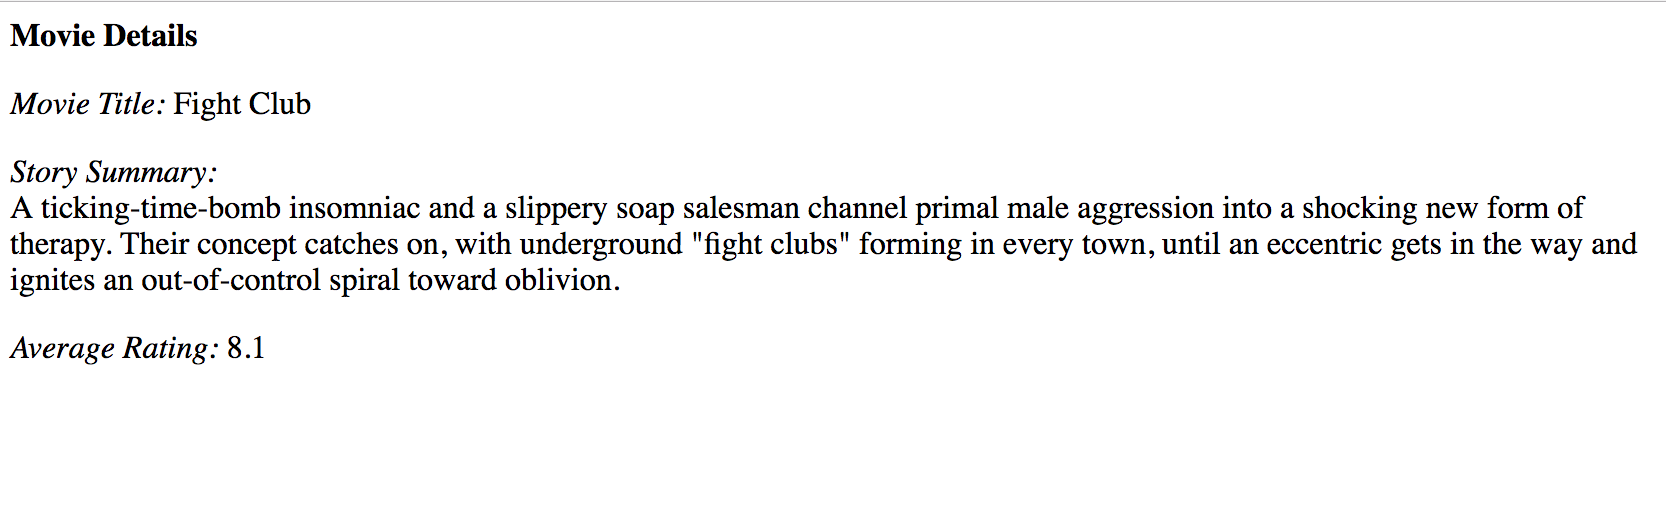 Movie Details
Movie Title: Fight Club
Story Summary:
A ticking-time-bomb insomniac and a slippery soap salesman channel primal male aggression into a shocking new form of
therapy. Their concept catches on, with underground "fight clubs" forming in every town, until an eccentric gets in the way and
ignites an out-of-control spiral toward oblivion.
Average Rating: 8.1